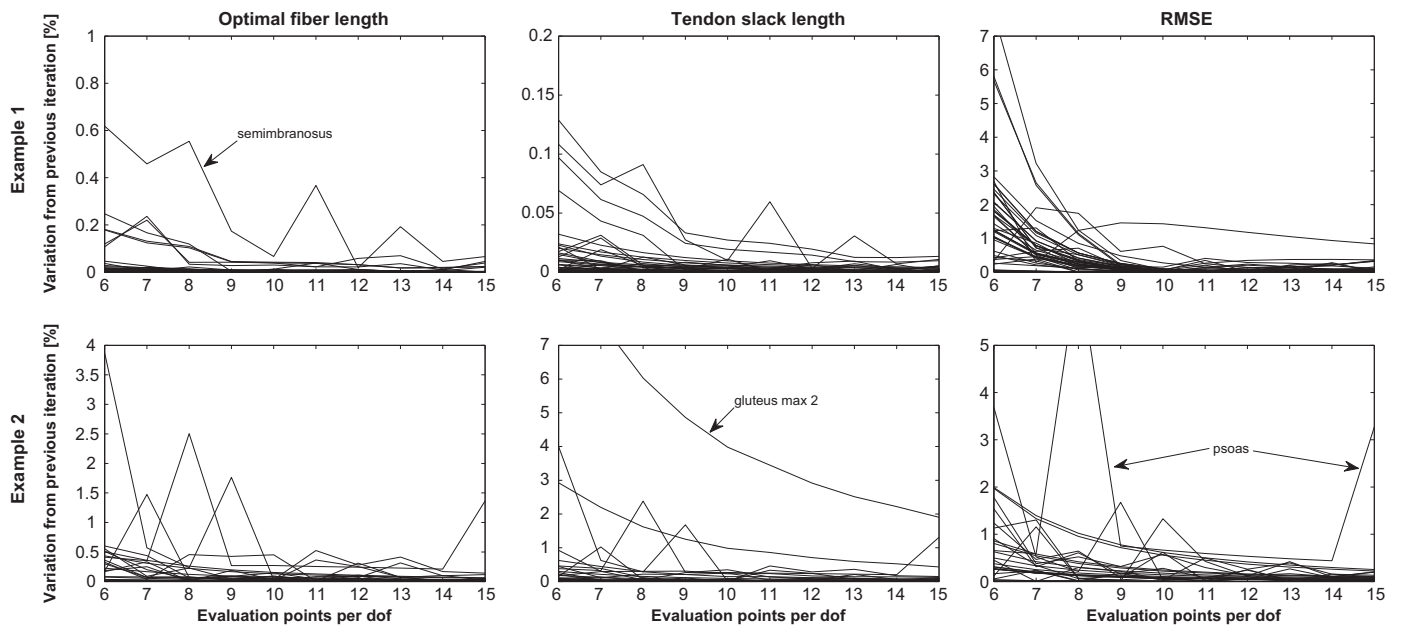 Optimal fiber length
Tendon slack length
RMSE
Example 1
Variation from previous iteration [%]
1
0.8
0.6
0.4
0.2
0
semimbranosus
6 7 8 9 10 11 12 13 14 15
0.2
0.15
0.1
0.05
0
6 7 8 9 10 11 12 13 14 15
7
6
5
4
3
2
1
0
6 7 8 9 10 11 12 13 14 15
Example 2
Variation from previous iteration [%]
4
3.5
3
2.5
2
1.5
1
0.5
0
6 7 8 9 10 11 12 13 14 15
Evaluation points per dof
7
6
5
4
3
2
1
0
gluteus max 2
6 7 8 9 10 11 12 13 14 15
Evaluation points per dof
5
4
3
2
1
0
psoas
6 7 8 9 10 11 12 13 14 15
Evaluation points per dof